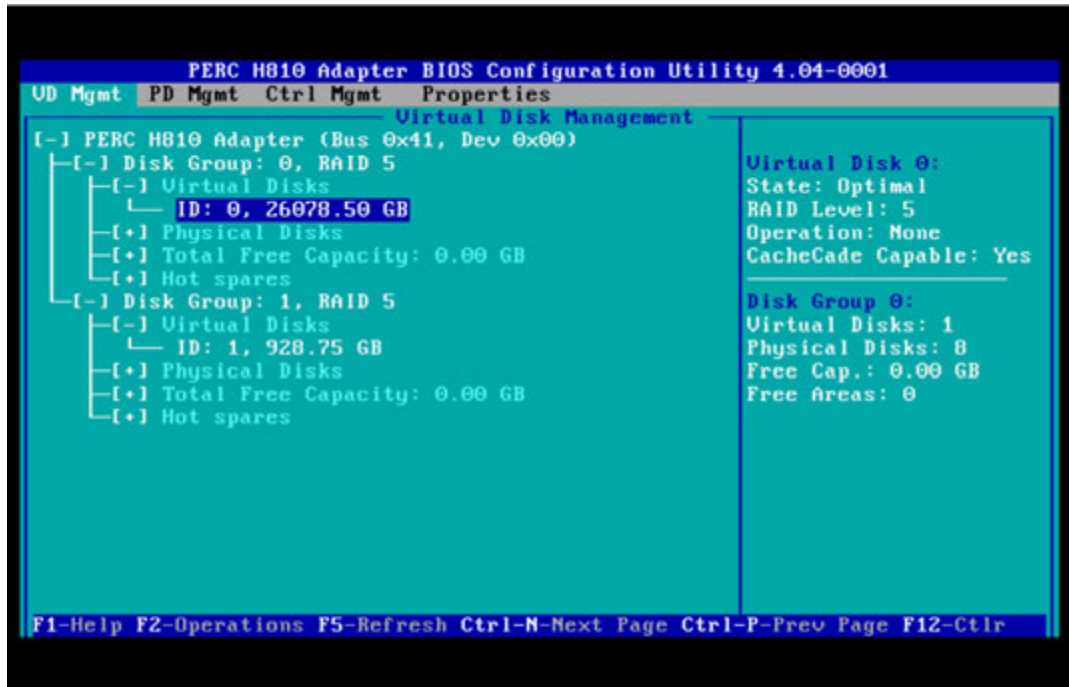 PERC H810 Adapter BIOS Configuration Utility 4.04-0001
VD Mgmt PD Mgmt Ctrl Mgmt Properties
Virtual Disk Management
[-] PERC H810 Adapter (Bus 0x41, Dev 0x00)
[-] Disk Group: 0, RAID 5
[-] Virtual Disks
ID: 0, 26078.50 GB
[+] Physical Disks
[+] Total Free Capacity: 0.00 GB
[+] Hot spares
[-] Disk Group: 1, RAID 5
[-] Virtual Disks
ID: 1, 928.75 GB
[+] Physical Disks
[+] Total Free Capacity: 0.00 GB
[+] Hot spares
Virtual Disk 0:
State: Optimal
RAID Level: 5
Operation: None
CacheCade Capable: Yes
Disk Group 0:
Virtual Disks: 1
Physical Disks: 8
Free Cap.: 0.00 GB
Free Areas: 0
F1-Help F2-Operations F5-Refresh Ctrl-N-Next Page Ctrl-P-Prev Page F12-Ctlr